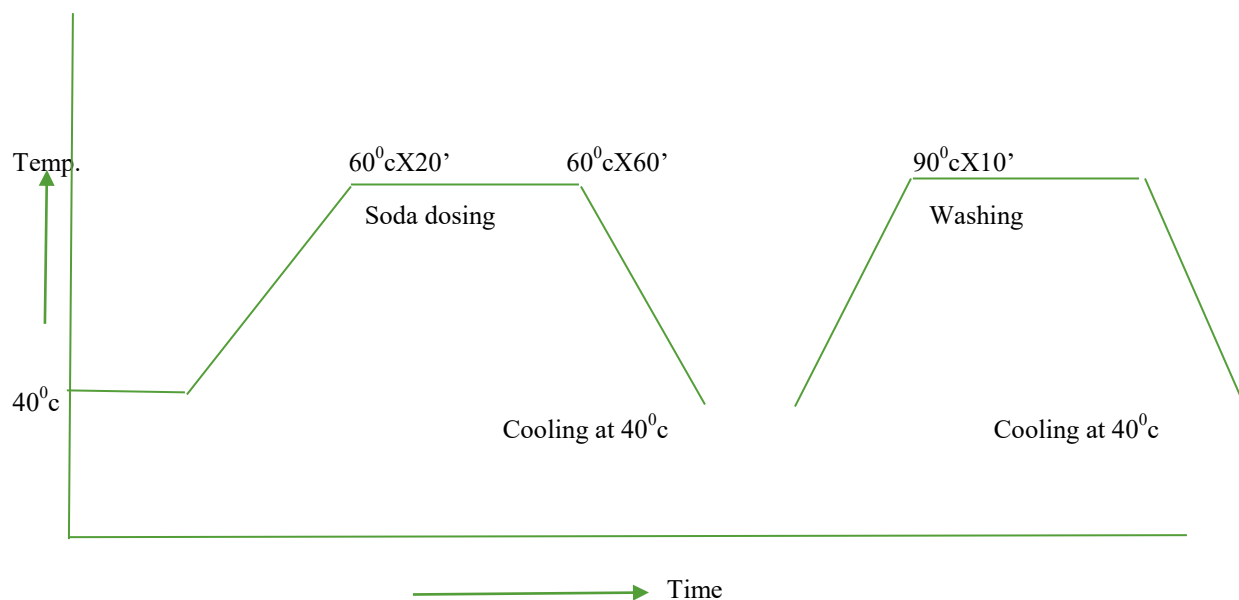 Temp.
60⁰cX20’
60⁰cX60’
90⁰cX10’
Soda dosing
Washing
40⁰c
Cooling at 40⁰c
Cooling at 40⁰c
Time